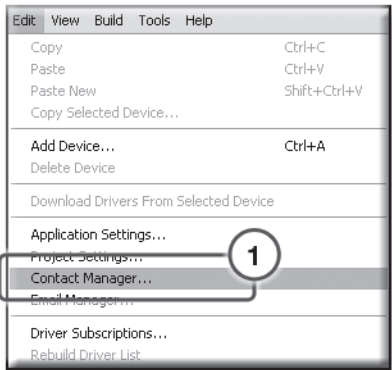 Edit View Build Tools Help
Copy Ctrl+C
Paste Ctrl+V
Paste New Shift+Ctrl+V
Copy Selected Device...
Add Device... Ctrl+A
Delete Device
Download Drivers From Selected Device
Application Settings...
Project Settings...
1
Contact Manager...
Email Manager...
Driver Subscriptions...
Rebuild Driver List